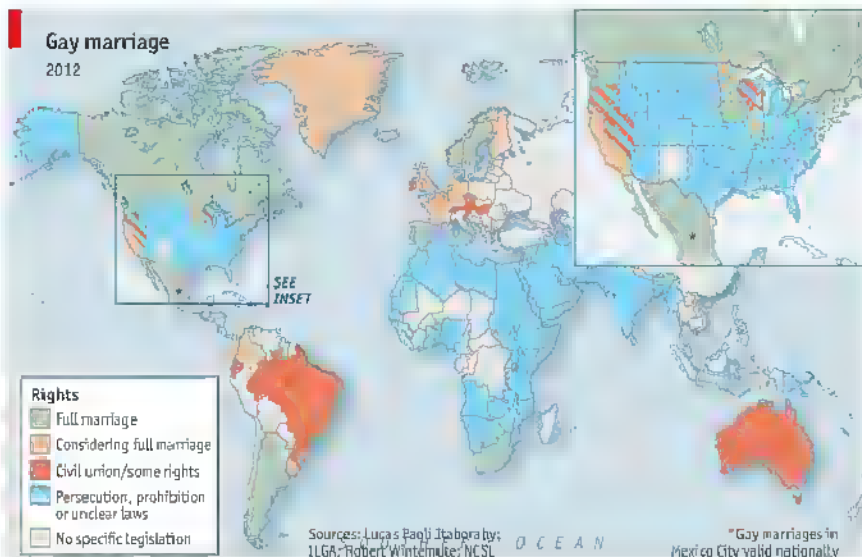 Gay marriage
2012
SEE
INSET
*
*
Rights
Full marriage
Considering full marriage
Civil union/some rights
Persecution, prohibition
or unclear laws
No specific legislation
Sources: Lucas Paoli Itaborahy;
ILGA; Robert Wintemute; NCSL
OCEAN
*Gay marriages in
Mexico City valid nationally